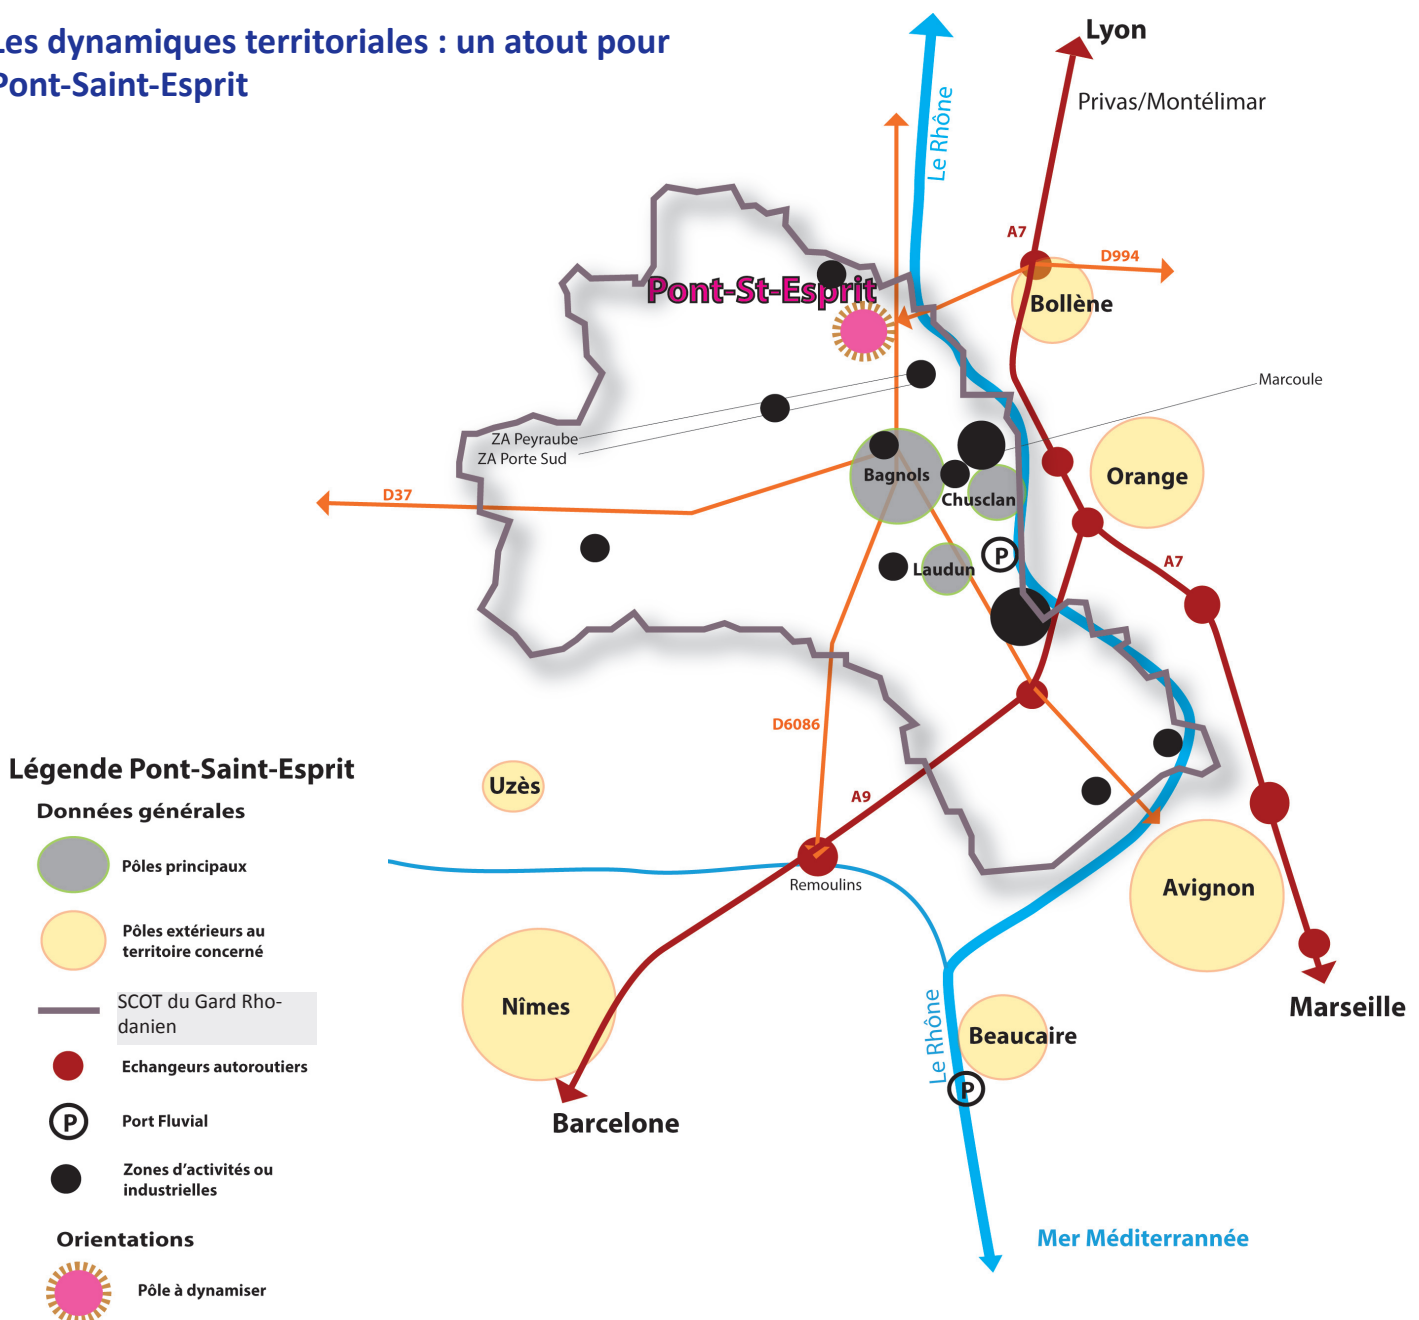 Les dynamiques territoriales : un atout pour
Pont-Saint-Esprit
Lyon
Privas/Montélimar
Le Rhône
A7
D994
Bollène
Pont-St-Esprit
Marcoule
ZA Peyraube
ZA Porte Sud
Orange
Bagnols
Chusclan
D37
P
Laudun
A7
D6086
Légende Pont-Saint-Esprit
Uzès
Données générales
A9
Pôles principaux
Remoulins
Avignon
Pôles extérieurs au
territoire concerné
SCOT du Gard Rho-
danien
Nîmes
Marseille
Le Rhône
Beaucaire
Echangeurs autoroutiers
P
P
Port Fluvial
Barcelone
Zones d’activités ou
industrielles
Orientations
Mer Méditerrannée
Pôle à dynamiser